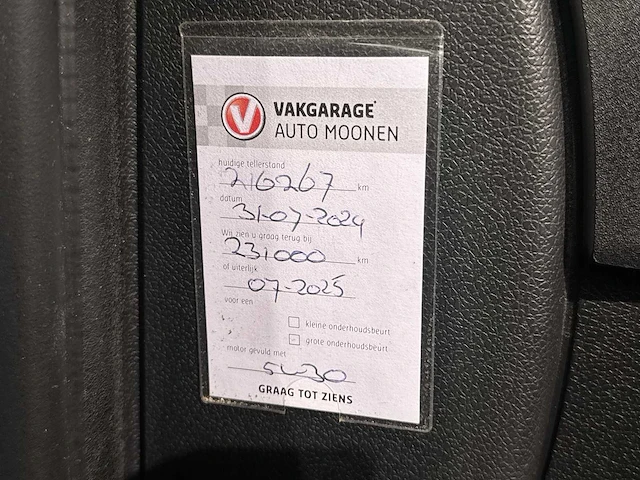 V VAKGARAGE
AUTO MOONEN
huidige tellerstand
216267 km
datum
31-07-2024
Wij zien u graag terug bij
231000 km
of uiterlijk
07-2025
voor een
kleine onderhoudsbeurt
grote onderhoudsbeurt
motor gevuld met
5W30
GRAAG TOT ZIENS